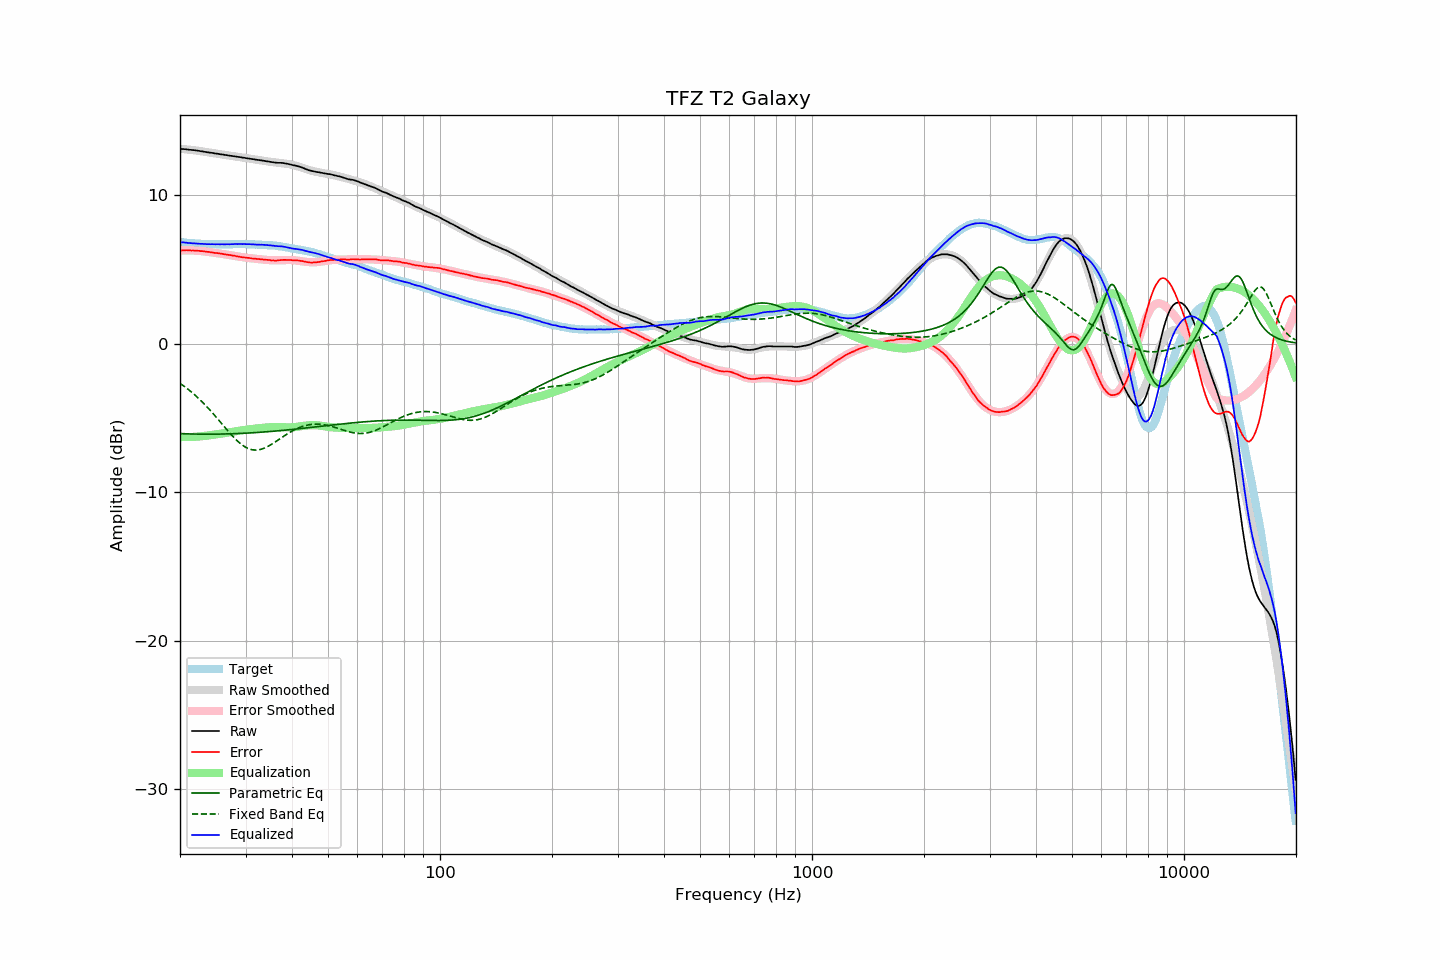 TFZ T2 Galaxy
10
0
−10
−20
−30
Amplitude (dBr)
Target
Raw Smoothed
Error Smoothed
Raw
Error
Equalization
Parametric Eq
Fixed Band Eq
Equalized
100
1000
10000
Frequency (Hz)